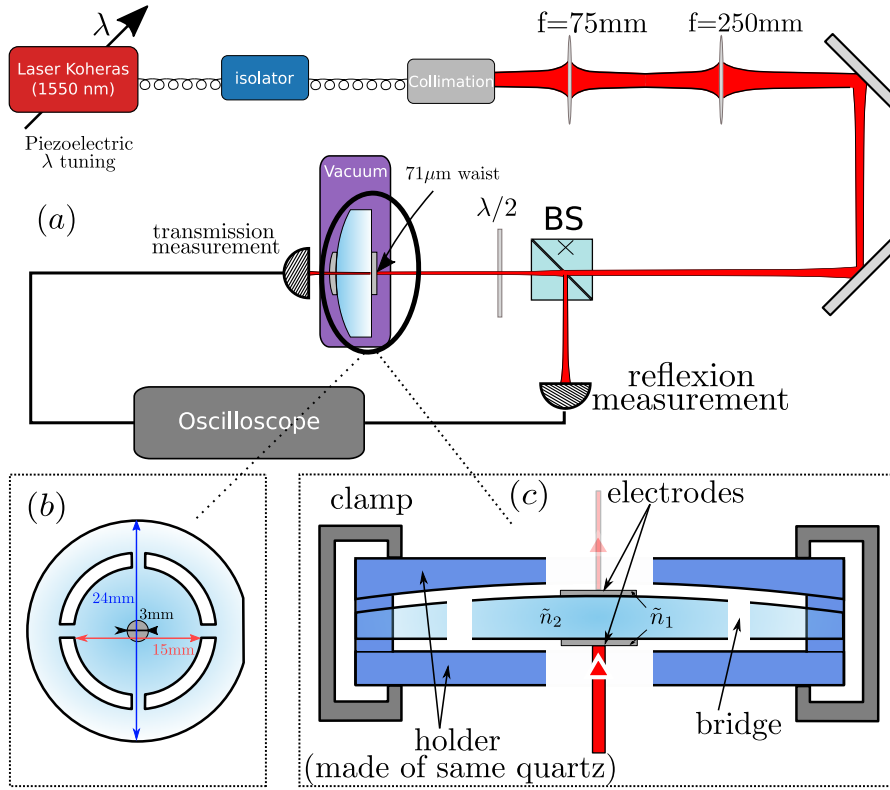 λ
Laser Koheras
(1550 nm)
isolator
Collimation
f=75mm
f=250mm
Piezoelectric
λ tuning
(a)
Vacuum
71μm waist
transmission
measurement
λ/2
BS
reflexion
measurement
Oscilloscope
(b)
24mm
3mm
15mm
(c)
clamp
electrodes
ñ₂
ñ₁
holder
(made of same quartz)
bridge